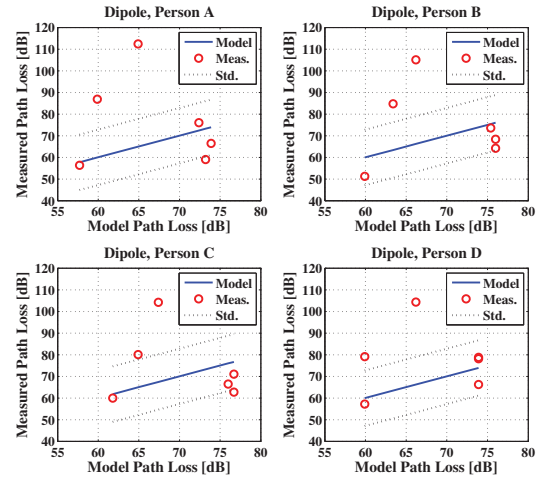 Dipole, Person A
Measured Path Loss [dB]
120
110
100
90
80
70
60
50
40
Model
Meas.
Std.
55 60 65 70 75 80
Model Path Loss [dB]
Dipole, Person B
Measured Path Loss [dB]
120
110
100
90
80
70
60
50
40
Model
Meas.
Std.
55 60 65 70 75 80
Model Path Loss [dB]
Dipole, Person C
Measured Path Loss [dB]
120
110
100
90
80
70
60
50
40
Model
Meas.
Std.
55 60 65 70 75 80
Model Path Loss [dB]
Dipole, Person D
Measured Path Loss [dB]
120
110
100
90
80
70
60
50
40
Model
Meas.
Std.
55 60 65 70 75 80
Model Path Loss [dB]